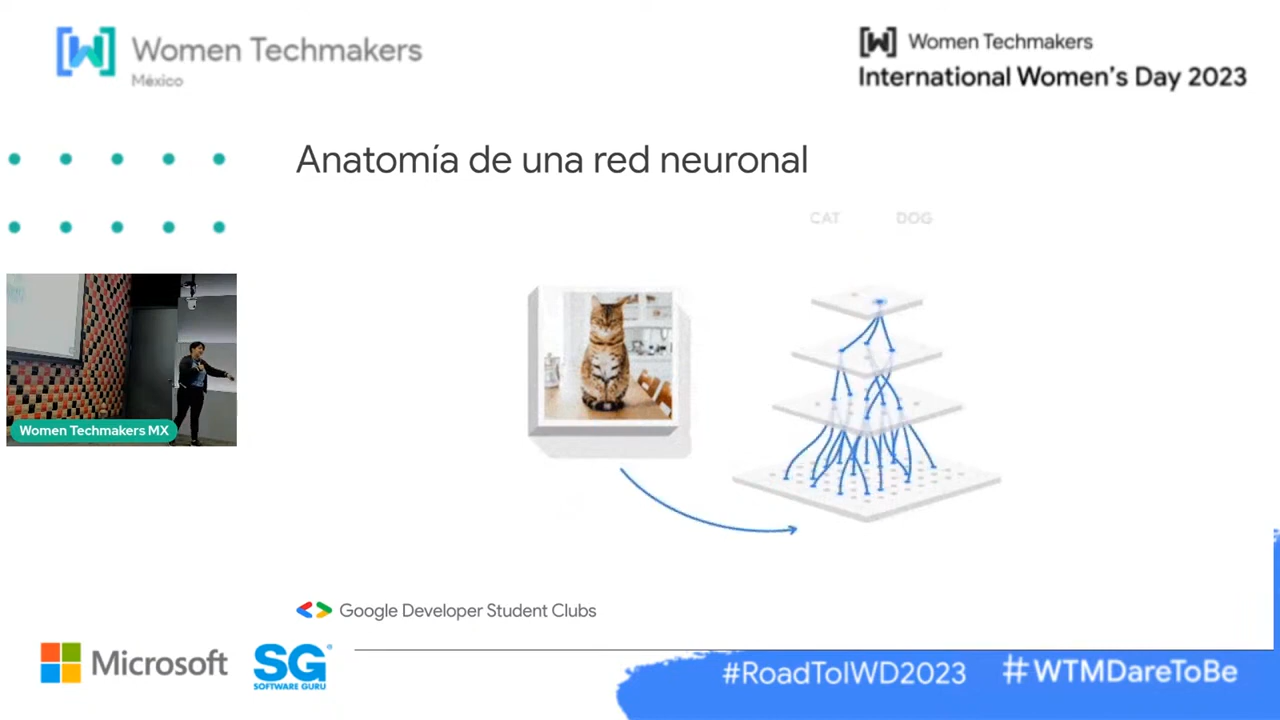 Women Techmakers
México
Women Techmakers
International Women's Day 2023
Anatomía de una red neuronal
CAT
DOG
Women Techmakers MX
Google Developer Student Clubs
Microsoft
SG
SOFTWARE GURU
#RoadToIWD2023
#WTMDareToBe